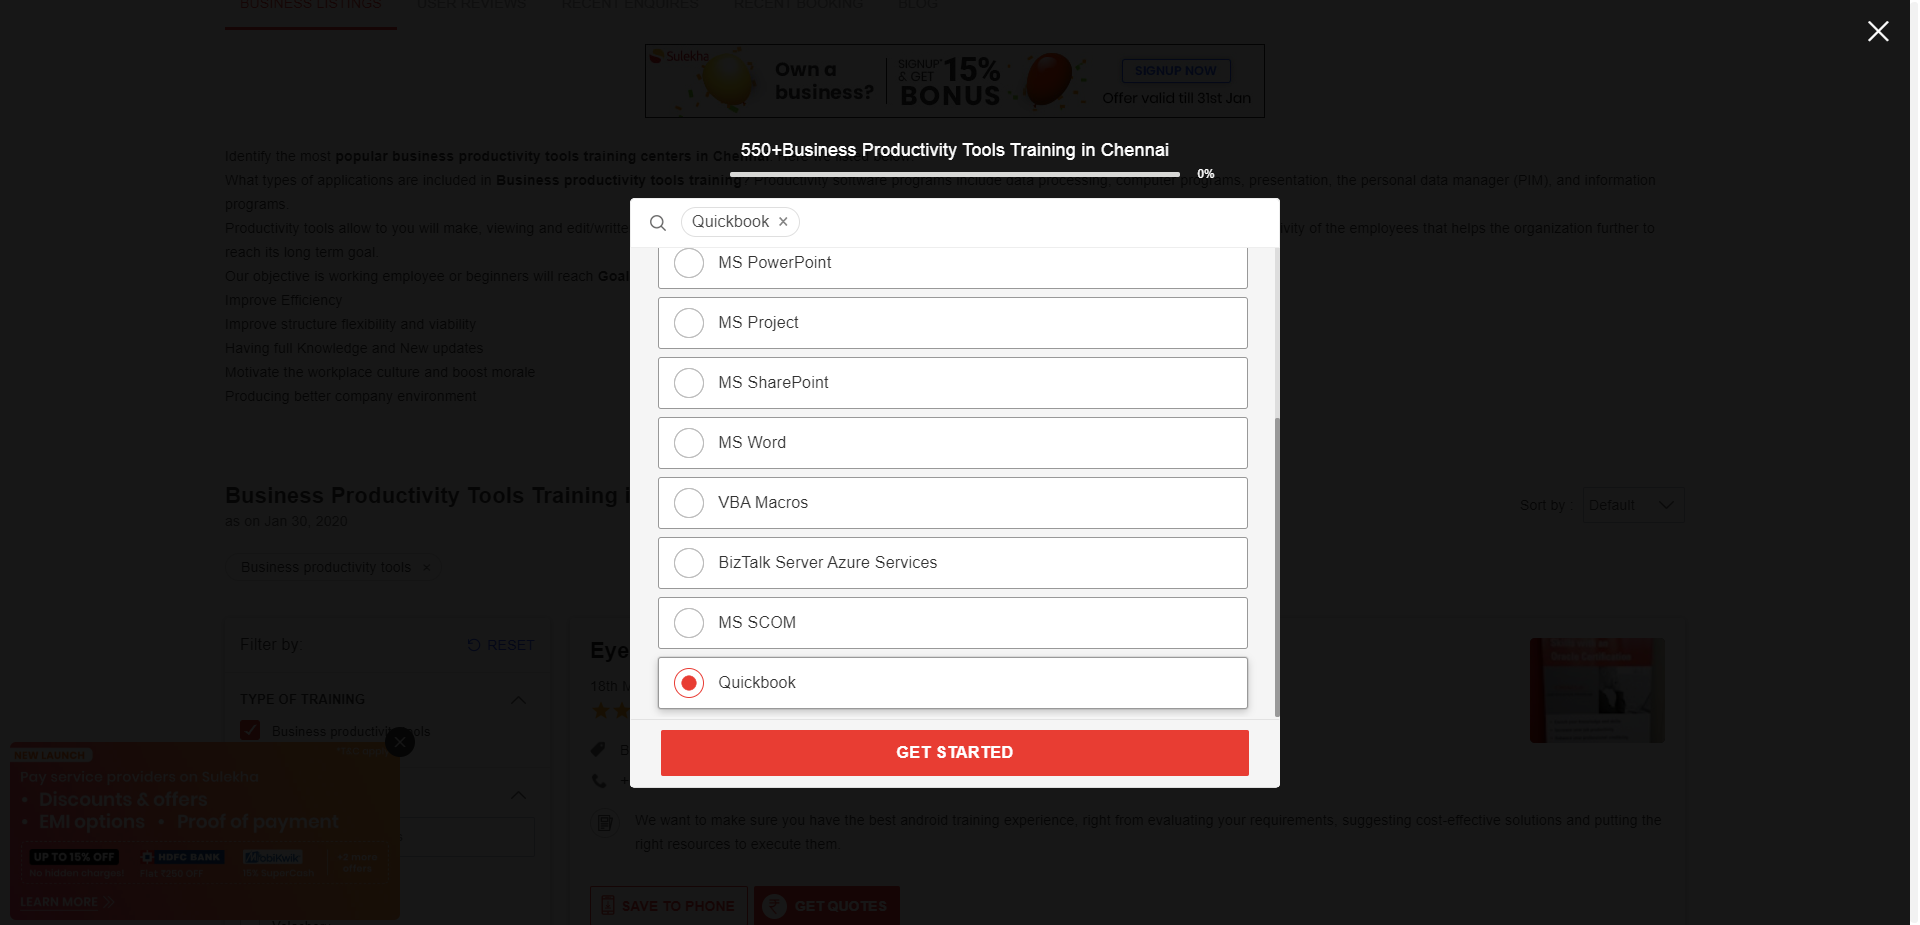 BUSINESS LISTINGS USER REVIEWS RECENT ENQUIRES RECENT BOOKING BLOG
Sulekha
Own a business?
SIGNUP & GET 15% BONUS
SIGNUP NOW
Offer valid till 31st Jan
550+Business Productivity Tools Training in Chennai
0%
Identify the most popular business productivity tools training centers in
What types of applications are included in Business productivity tools training? Productivity software programs include data processing, computer programs, presentation, the personal data manager (PIM), and information
programs.
Productivity tools allow to you will make, viewing and of the employees that helps the organization further to
reach its long term goal.
Our objective is working employee or beginners will reach Goal
Improve Efficiency
Improve structure flexibility and viability
Having full Knowledge and New updates
Motivate the workplace culture and boost morale
Producing better company environment
Quickbook ×
MS PowerPoint
MS Project
MS SharePoint
MS Word
VBA Macros
BizTalk Server Azure Services
MS SCOM
Quickbook
GET STARTED
Business Productivity Tools Training
as on Jan 30, 2020
Sort by : Default
Business productivity tools ×
Filter by:
RESET
TYPE OF TRAINING
Business productivity tools
Eye
18th
NEW LAUNCH
Pay service providers on Sulekha
• Discounts & offers
• EMI options • Proof of payment
UP TO 15% OFF HDFC BANK MobiKwik +2 more offers
No hidden charges Flat ₹250 OFF
LEARN MORE
We want to make sure you have the best android training experience, right from evaluating your requirements, suggesting cost-effective solutions and putting the
right resources to execute them.
SAVE TO PHONE GET QUOTES